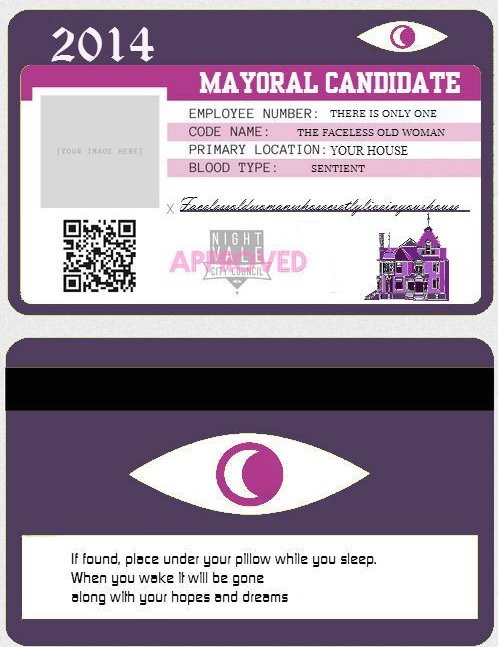 2014
MAYORAL CANDIDATE
[YOUR IMAGE HERE]
EMPLOYEE NUMBER: THERE IS ONLY ONE
CODE NAME: THE FACELESS OLD WOMAN
PRIMARY LOCATION: YOUR HOUSE
BLOOD TYPE: SENTIENT
X Facelessoldwomanwhosecretlylivesinyourhouse
NIGHT
VALE
APPROVED
CITY COUNCIL
If found, place under your pillow while you sleep.
When you wake it will be gone
along with your hopes and dreams